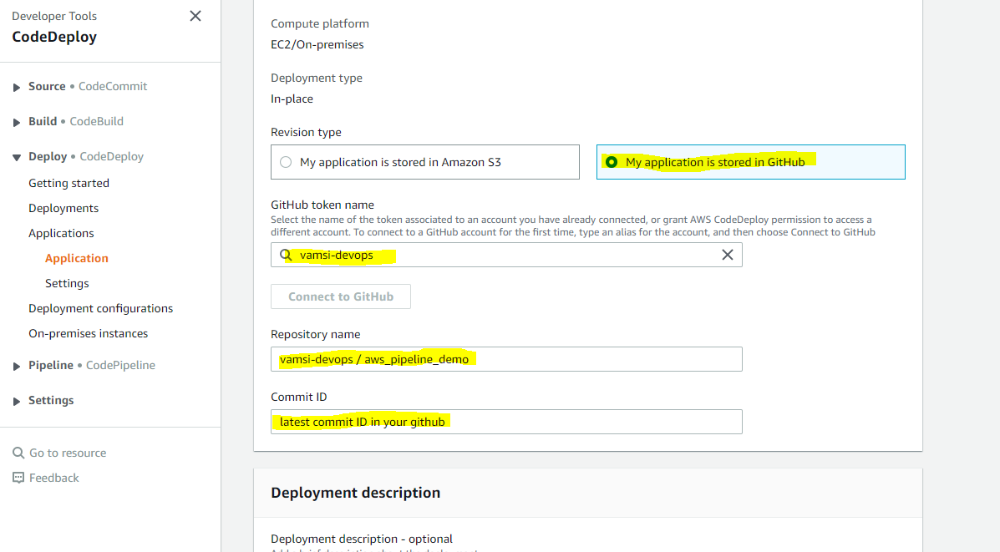 Developer Tools
CodeDeploy
Source • CodeCommit
Build • CodeBuild
Deploy • CodeDeploy
Getting started
Deployments
Applications
Application
Settings
Deployment configurations
On-premises instances
Pipeline • CodePipeline
Settings
Go to resource
Feedback
Compute platform
EC2/On-premises
Deployment type
In-place
Revision type
My application is stored in Amazon S3
My application is stored in GitHub
GitHub token name
Select the name of the token associated to an account you have already connected, or grant AWS CodeDeploy permission to access a
different account. To connect to a GitHub account for the first time, type an alias for the account, and then choose Connect to GitHub
vamsi-devops
Connect to GitHub
Repository name
vamsi-devops / aws_pipeline_demo
Commit ID
latest commit ID in your github
Deployment description
Deployment description - optional